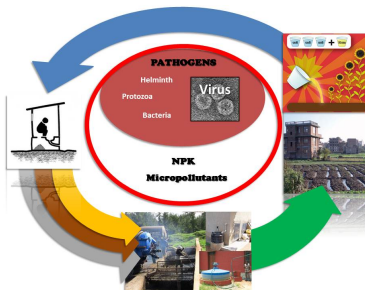 PATHOGENS
Helminth
Virus
Protozoa
Bacteria
NPK
Micropollutants